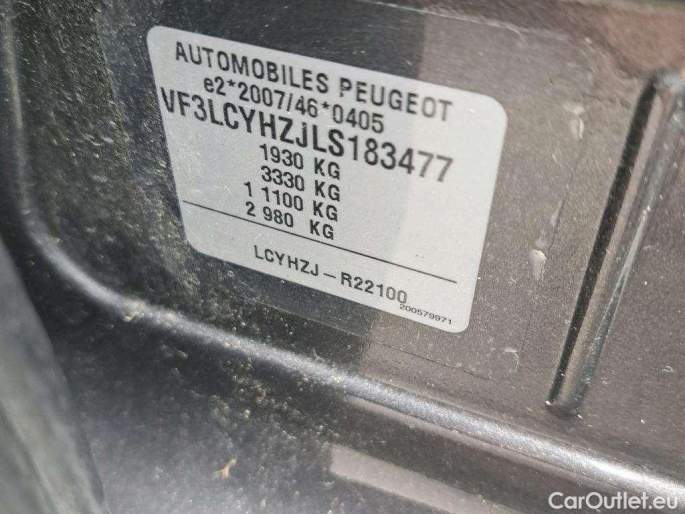 AUTOMOBILES PEUGEOT
e2*2007/46*0405
VF3LCYHZJLS183477
1930 KG
3330 KG
1 1100 KG
2 980 KG
LCYHZJ-R22100
200579971
CarOutlet.eu